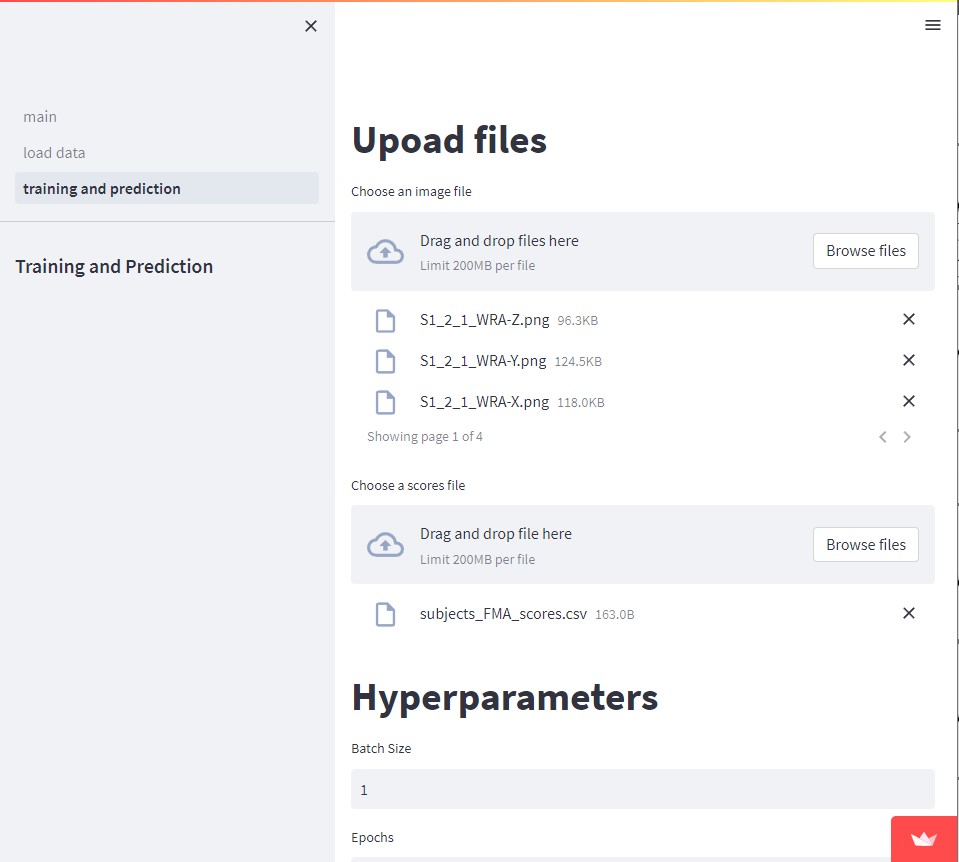 main
load data
training and prediction
Training and Prediction
Upoad files
Choose an image file
Drag and drop files here
Limit 200MB per file
Browse files
S1_2_1_WRA-Z.png 96.3KB
S1_2_1_WRA-Y.png 124.5KB
S1_2_1_WRA-X.png 118.0KB
Showing page 1 of 4
Choose a scores file
Drag and drop file here
Limit 200MB per file
Browse files
subjects_FMA_scores.csv 163.0B
Hyperparameters
Batch Size
1
Epochs